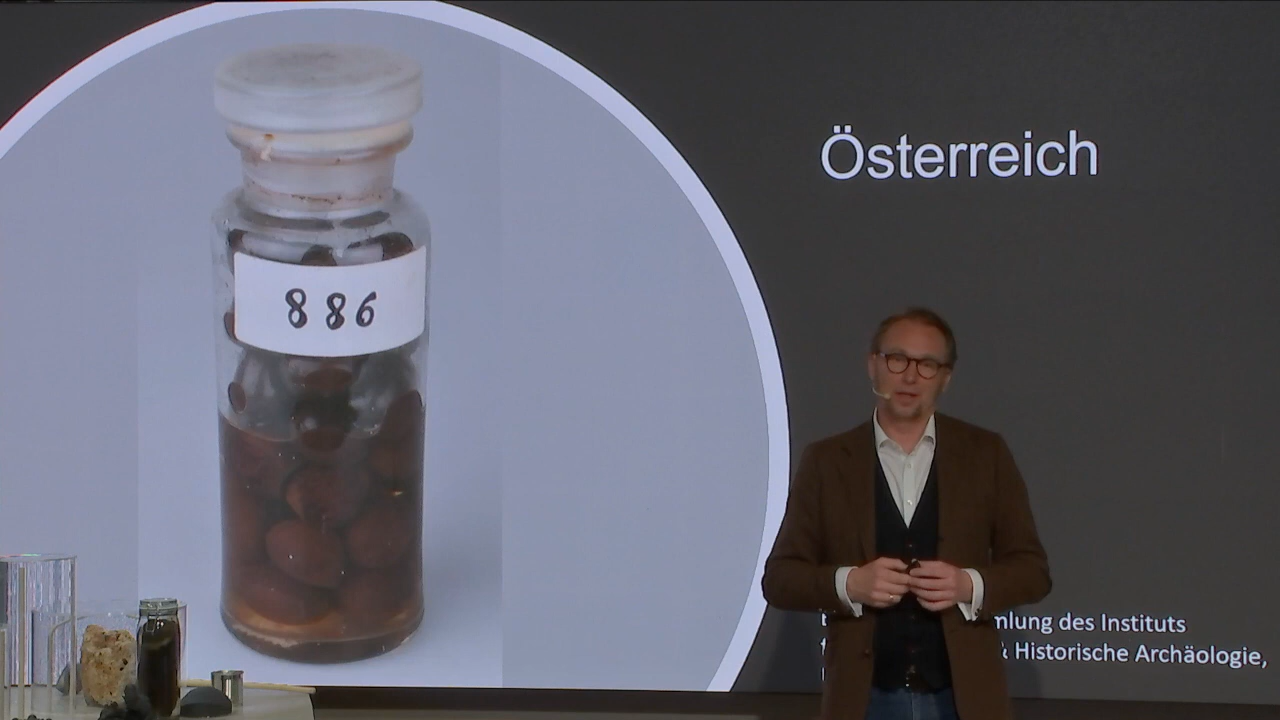 Österreich
886
mlung des Instituts
& Historische Archäologie,